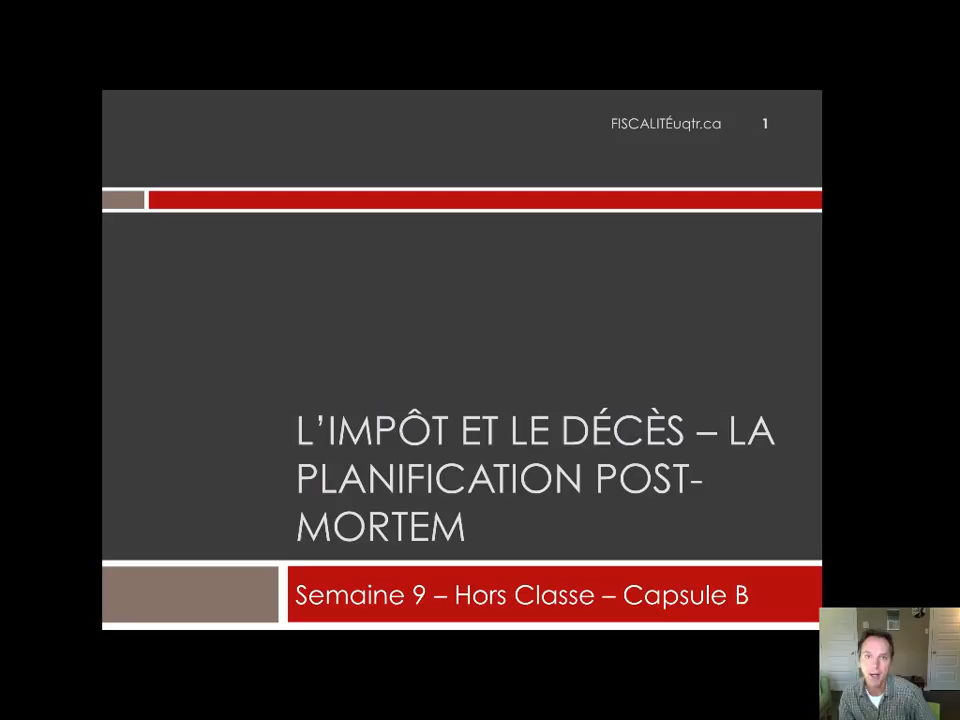 FISCALITÉuqtr.ca 1
L'IMPÔT ET LE DÉCÈS – LA
PLANIFICATION POST-
MORTEM
Semaine 9 – Hors Classe – Capsule B